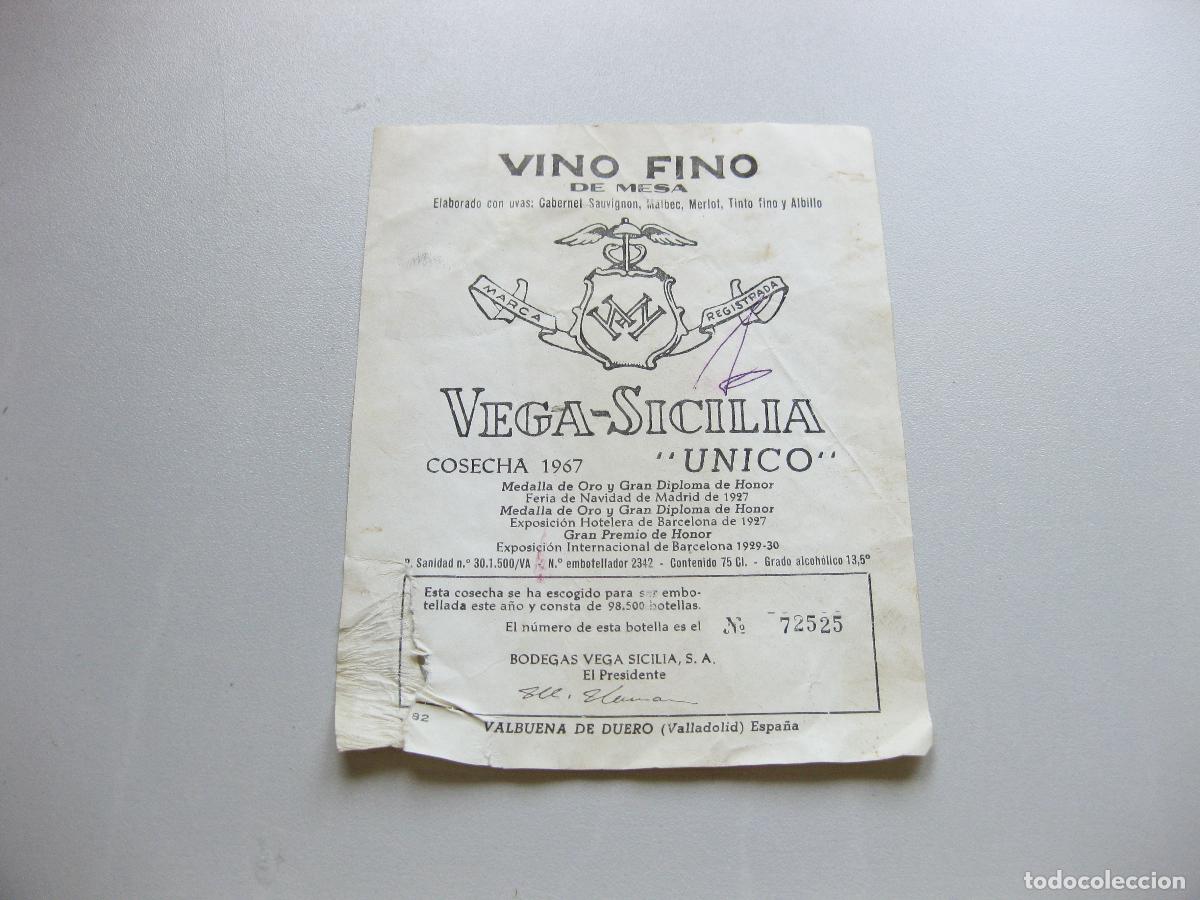 VINO FINO
DE MESA
Elaborado con uvas: Cabernet Sauvignon, Malbec, Merlot, Tinto fino y Albillo
MARCA REGISTRADA
VEGA-SICILIA
COSECHA 1967 "UNICO"
Medalla de Oro y Gran Diploma de Honor
Feria de Navidad de Madrid de 1927
Medalla de Oro y Gran Diploma de Honor
Exposición Hotelera de Barcelona de 1927
Gran Premio de Honor
Exposición Internacional de Barcelona 1929-30
Sanidad n.º 30.1.500/VA - N.º embotellador 2342 - Contenido 75 Cl. - Grado alcohólico 13,5º
Esta cosecha se ha escogido para ser embo-
tellada este año y consta de 98.500 botellas.
El número de esta botella es el Nº 72525
BODEGAS VEGA SICILIA, S. A.
El Presidente
82
VALBUENA DE DUERO (Valladolid) España
todocoleccion